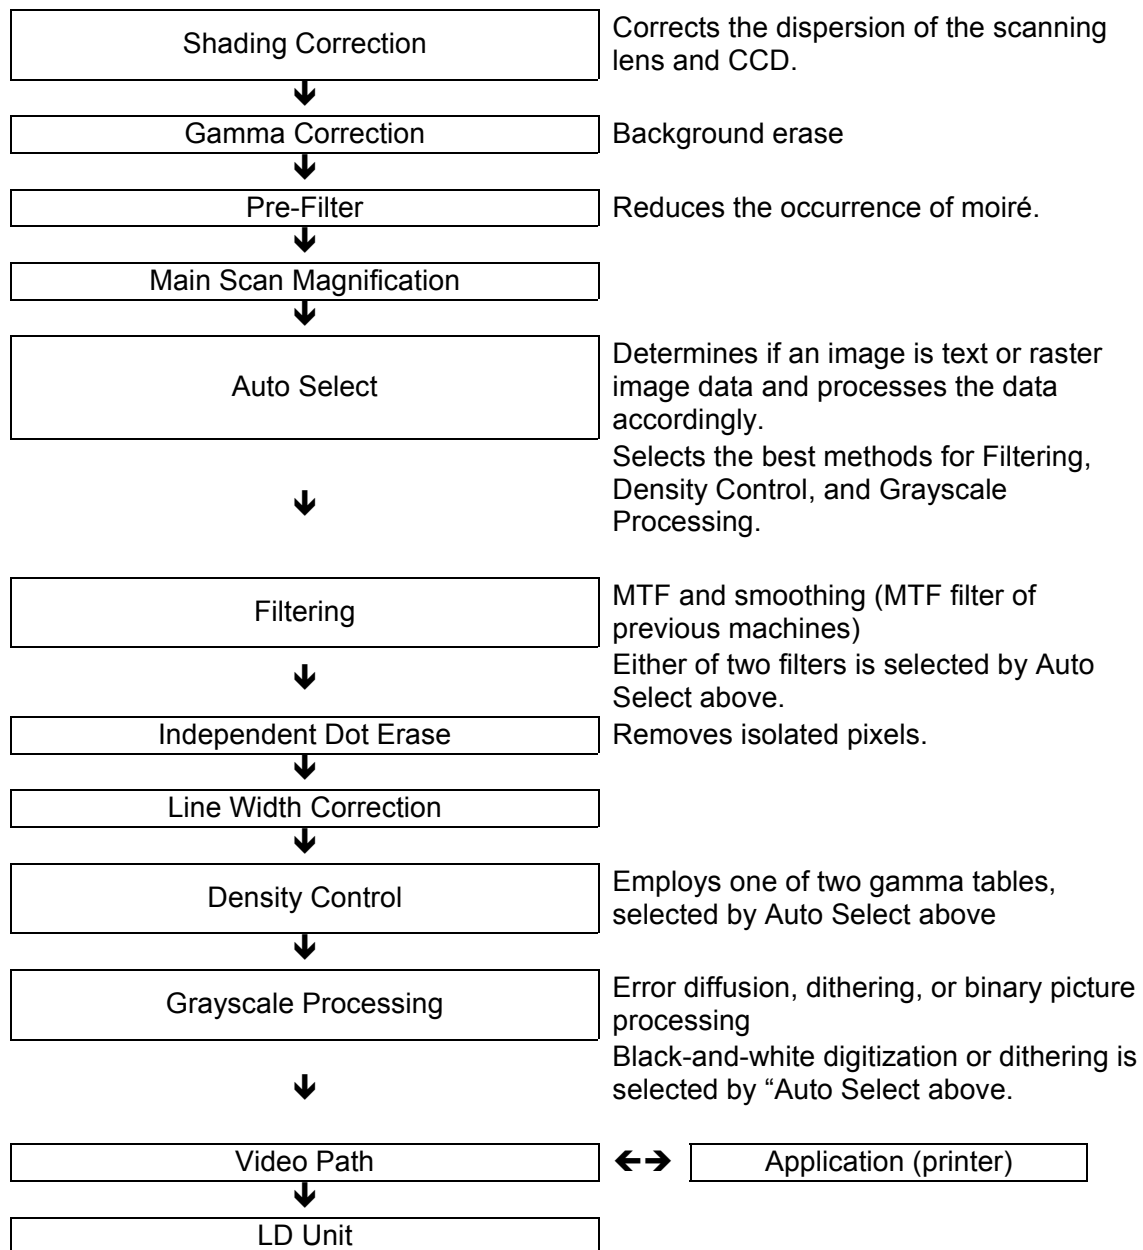 Shading Correction
Corrects the dispersion of the scanning
lens and CCD.
Gamma Correction
Background erase
Pre-Filter
Reduces the occurrence of moiré.
Main Scan Magnification
Auto Select
Determines if an image is text or raster
image data and processes the data
accordingly.
Selects the best methods for Filtering,
Density Control, and Grayscale
Processing.
Filtering
MTF and smoothing (MTF filter of
previous machines)
Either of two filters is selected by Auto
Select above.
Independent Dot Erase
Removes isolated pixels.
Line Width Correction
Density Control
Employs one of two gamma tables,
selected by Auto Select above
Grayscale Processing
Error diffusion, dithering, or binary picture
processing
Black-and-white digitization or dithering is
selected by “Auto Select above.
Video Path
Application (printer)
LD Unit